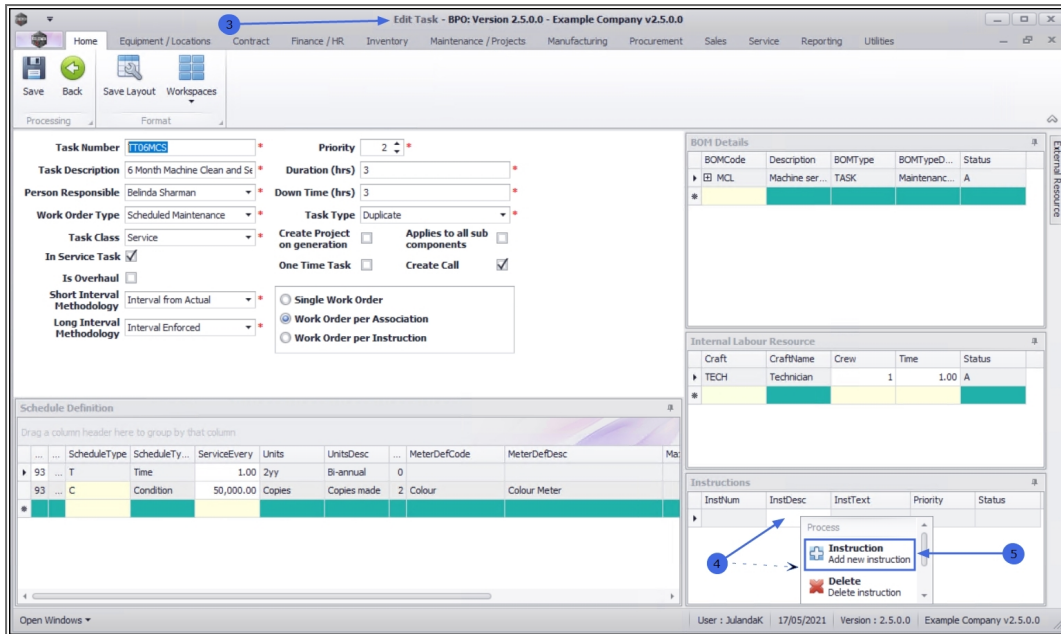 3
Edit Task - BPO: Version 2.5.0.0 - Example Company v2.5.0.0
Home Equipment / Locations Contract Finance / HR Inventory Maintenance / Projects Manufacturing Procurement Sales Service Reporting Utilities
Save Back Save Layout Workspaces
Processing Format
Task Number TT06MCS * Priority 2 *
Task Description 6 Month Machine Clean and Se * Duration (hrs) 3 *
Person Responsible Belinda Sharman * Down Time (hrs) 3 *
Work Order Type Scheduled Maintenance * Task Type Duplicate *
Task Class Service * Create Project on generation Applies to all sub components
In Service Task One Time Task Create Call
Is Overhaul
Short Interval Methodology Interval from Actual * Single Work Order
Long Interval Methodology Interval Enforced * Work Order per Association
Work Order per Instruction
BOM Details
BOMCode Description BOMType BOMTypeD... Status
MCL Machine ser... TASK Maintenanc... A
External Resource
Internal Labour Resource
Craft CraftName Crew Time Status
TECH Technician 1 1.00 A
Schedule Definition
Drag a column header here to group by that column
... ... ScheduleType ScheduleTy... ServiceEvery Units UnitsDesc ... MeterDefCode MeterDefDesc Ma
93 ... T Time 1.00 2yy Bi-annual 0
93 ... C Condition 50,000.00 Copies Copies made 2 Colour Colour Meter
Instructions
InstNum InstDesc InstText Priority Status
Process
4
Instruction
Add new instruction
5
Delete
Delete instruction
Open Windows User : JulandaK 17/05/2021 Version : 2.5.0.0 Example Company v2.5.0.0